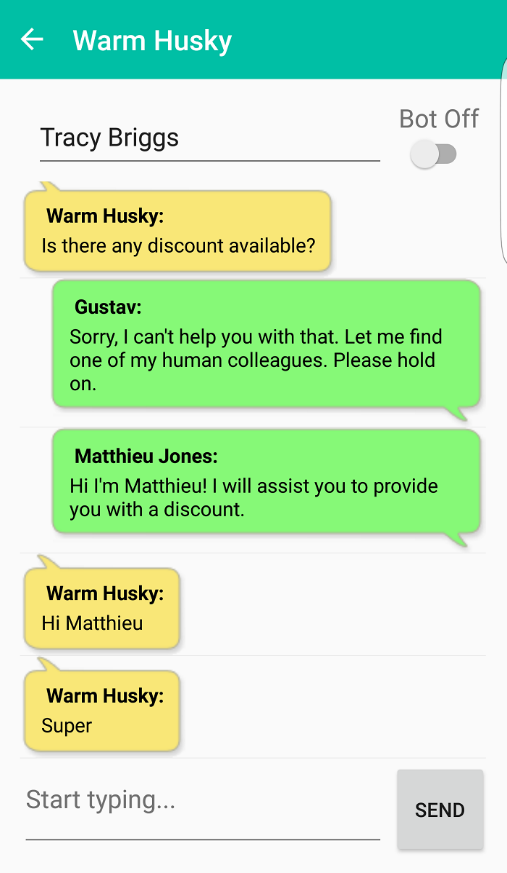 Warm Husky
Bot Off
Tracy Briggs
Warm Husky:
Is there any discount available?
Gustav:
Sorry, I can't help you with that. Let me find
one of my human colleagues. Please hold
on.
Matthieu Jones:
Hi I'm Matthieu! I will assist you to provide
you with a discount.
Warm Husky:
Hi Matthieu
Warm Husky:
Super
Start typing...
SEND